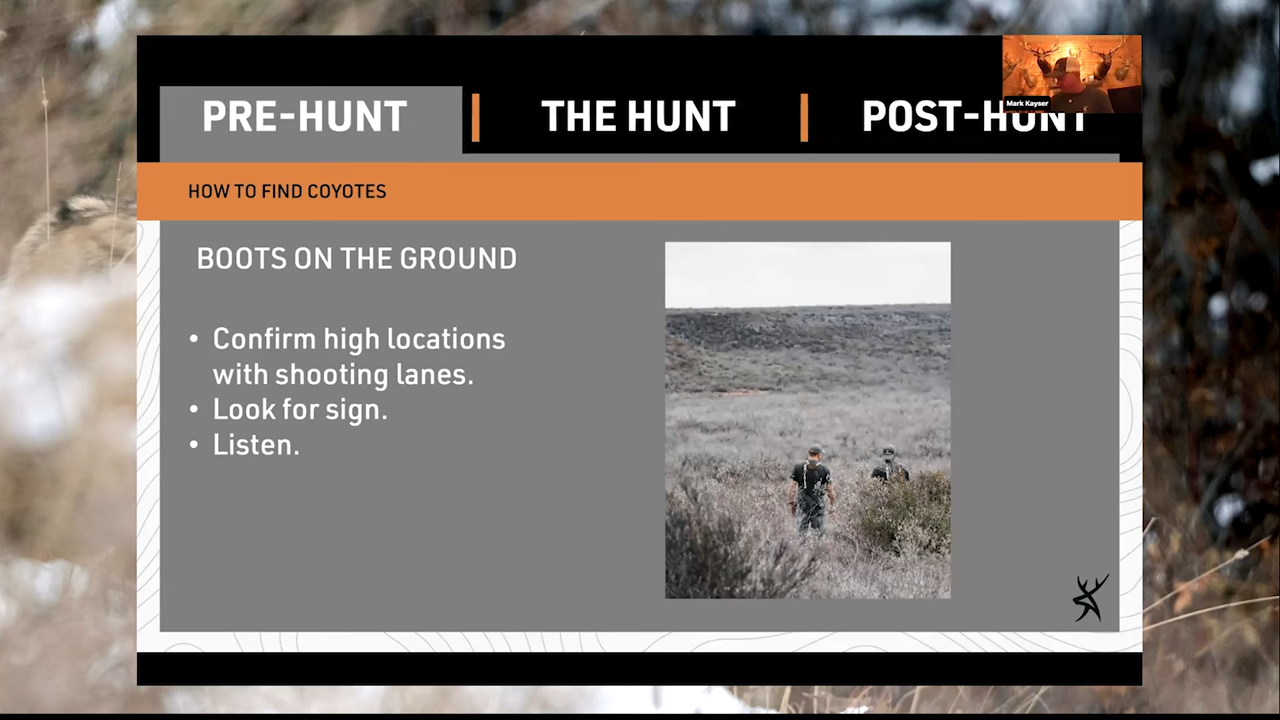 PRE-HUNT
THE HUNT
POST-HUNT
Mark Kayser
HOW TO FIND COYOTES
BOOTS ON THE GROUND
• Confirm high locations
with shooting lanes.
• Look for sign.
• Listen.